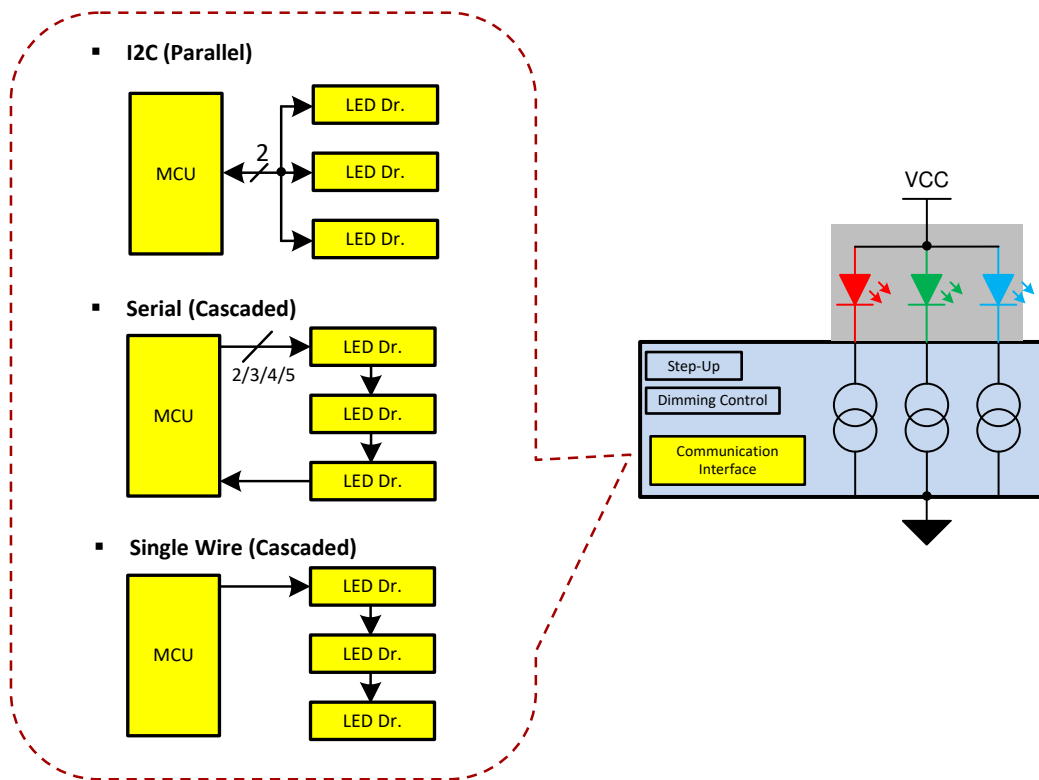 ▪ I2C (Parallel)
MCU
2
LED Dr.
LED Dr.
LED Dr.
▪ Serial (Cascaded)
MCU
2/3/4/5
LED Dr.
LED Dr.
LED Dr.
▪ Single Wire (Cascaded)
MCU
LED Dr.
LED Dr.
LED Dr.
VCC
Step-Up
Dimming Control
Communication
Interface